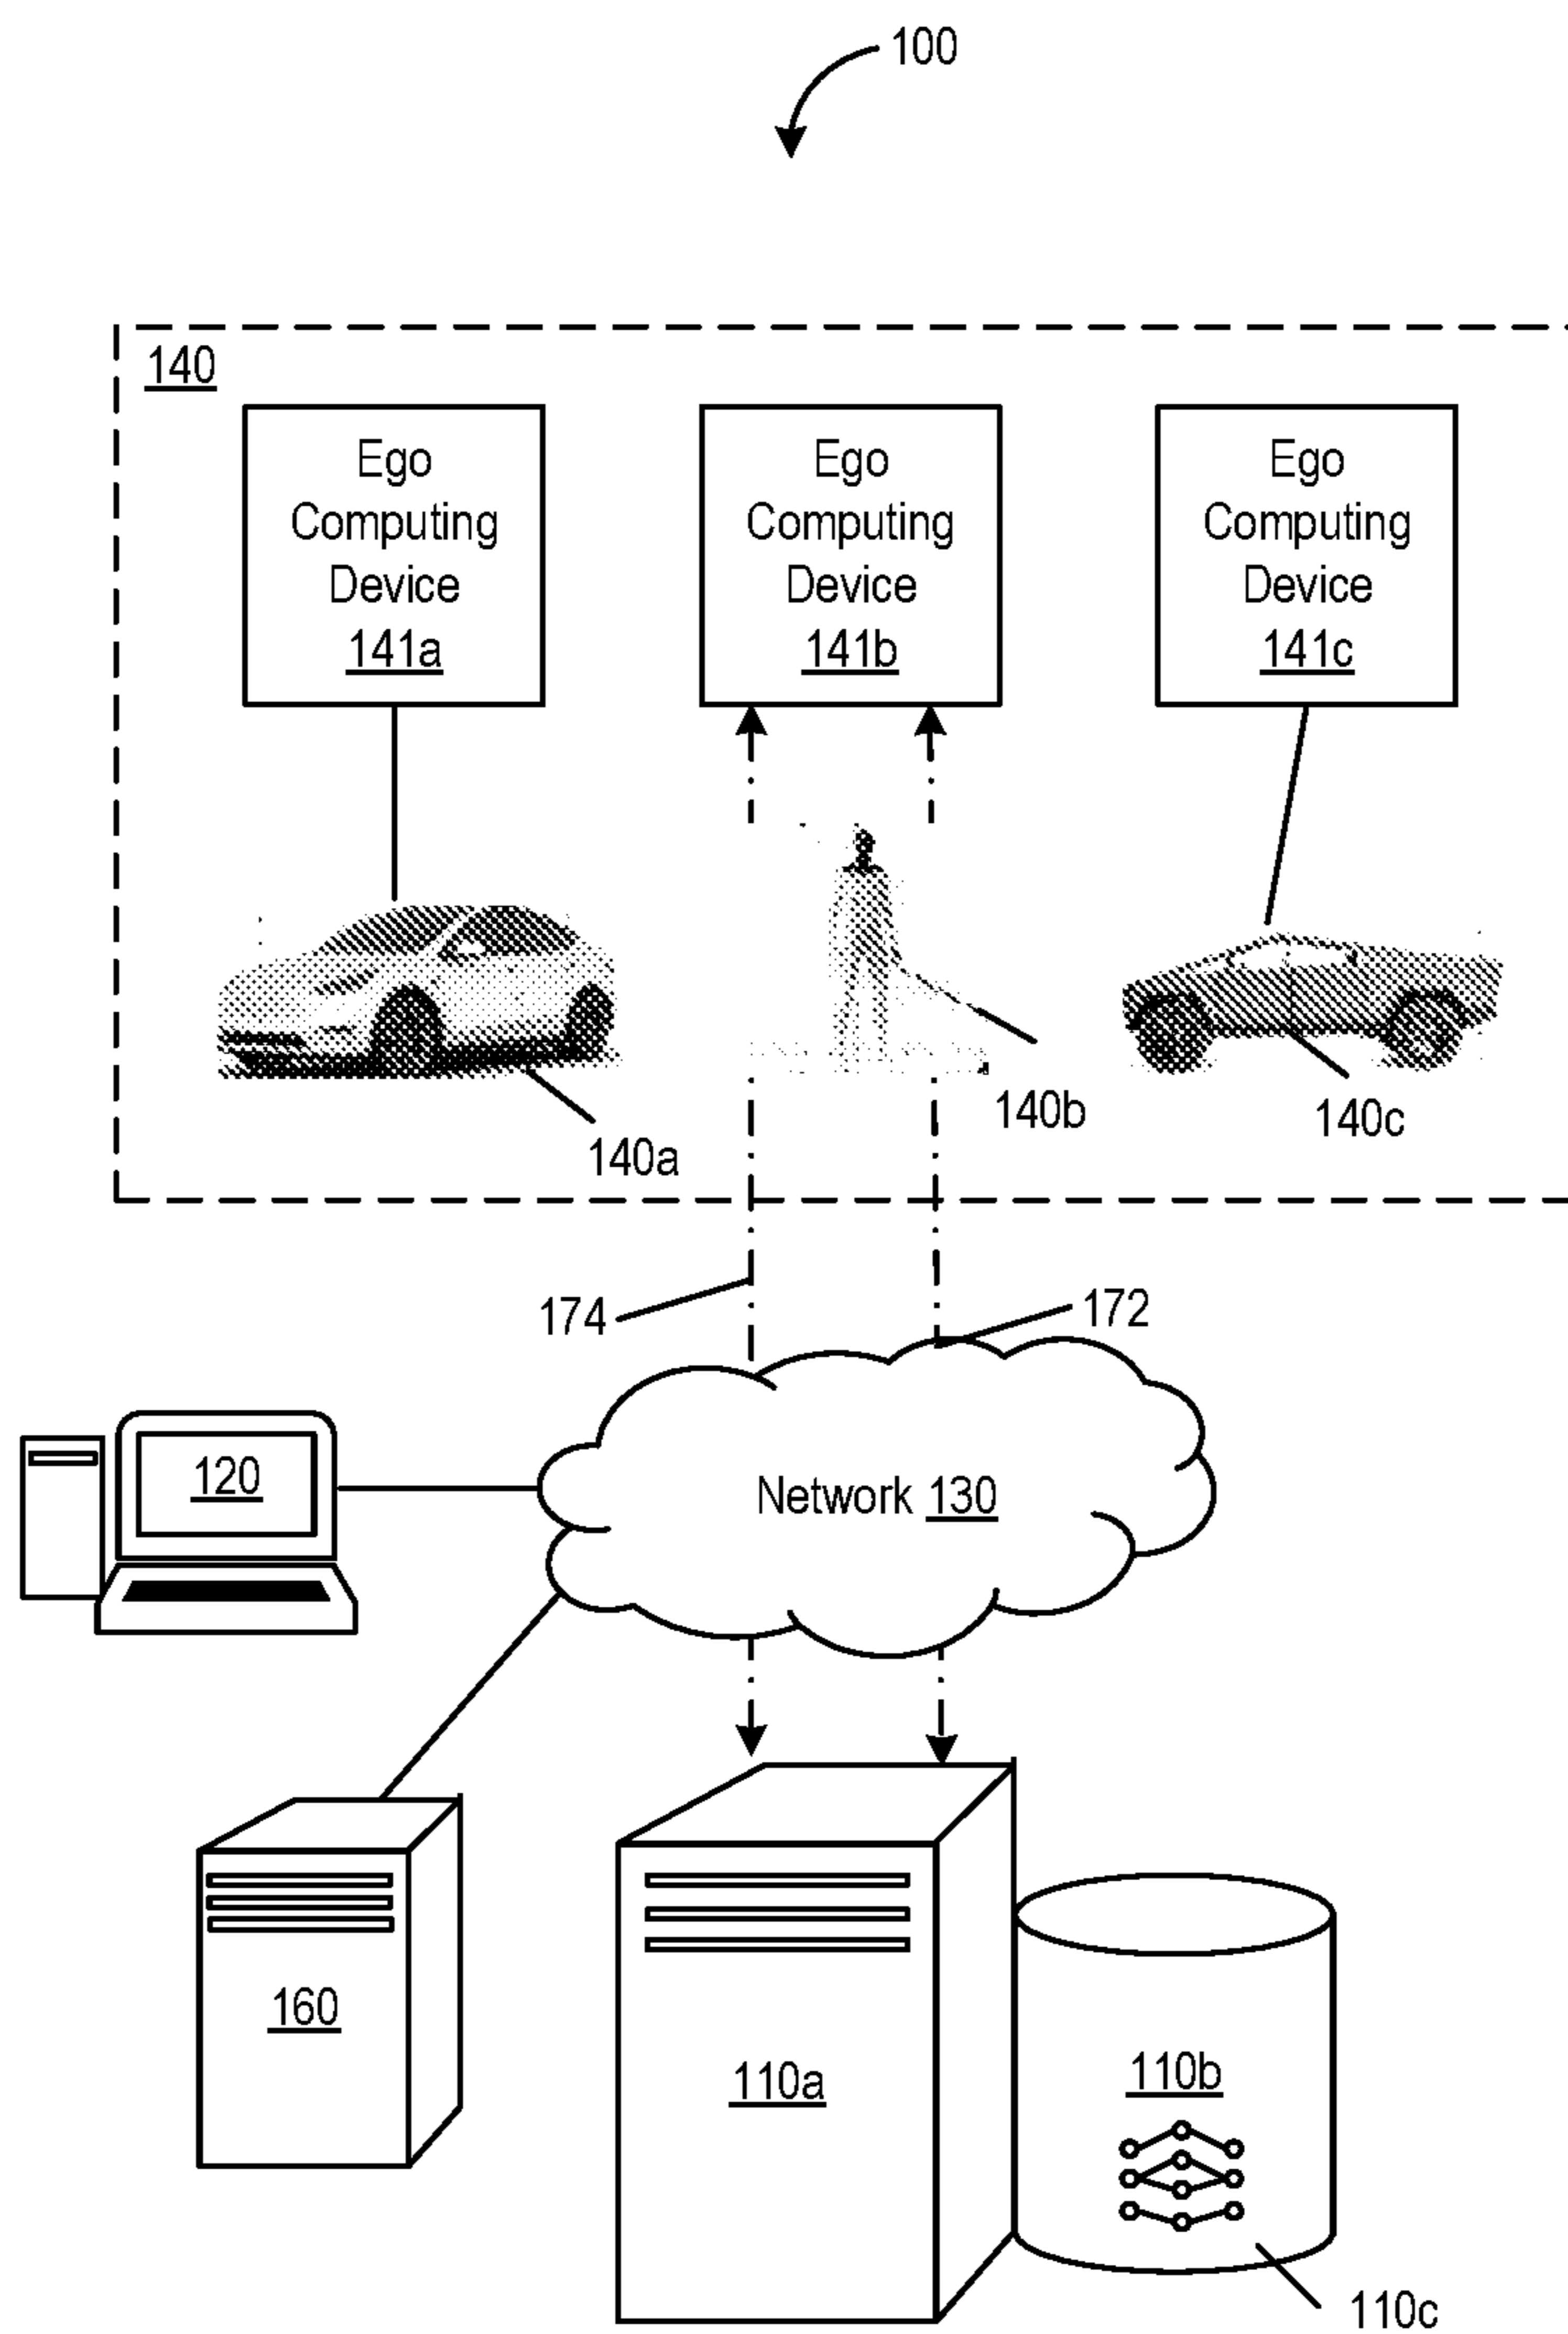 100
140
Ego
Computing
Device
141a
Ego
Computing
Device
141b
Ego
Computing
Device
141c
140a
140b
140c
174
172
120
Network 130
160
110a
110b
110c